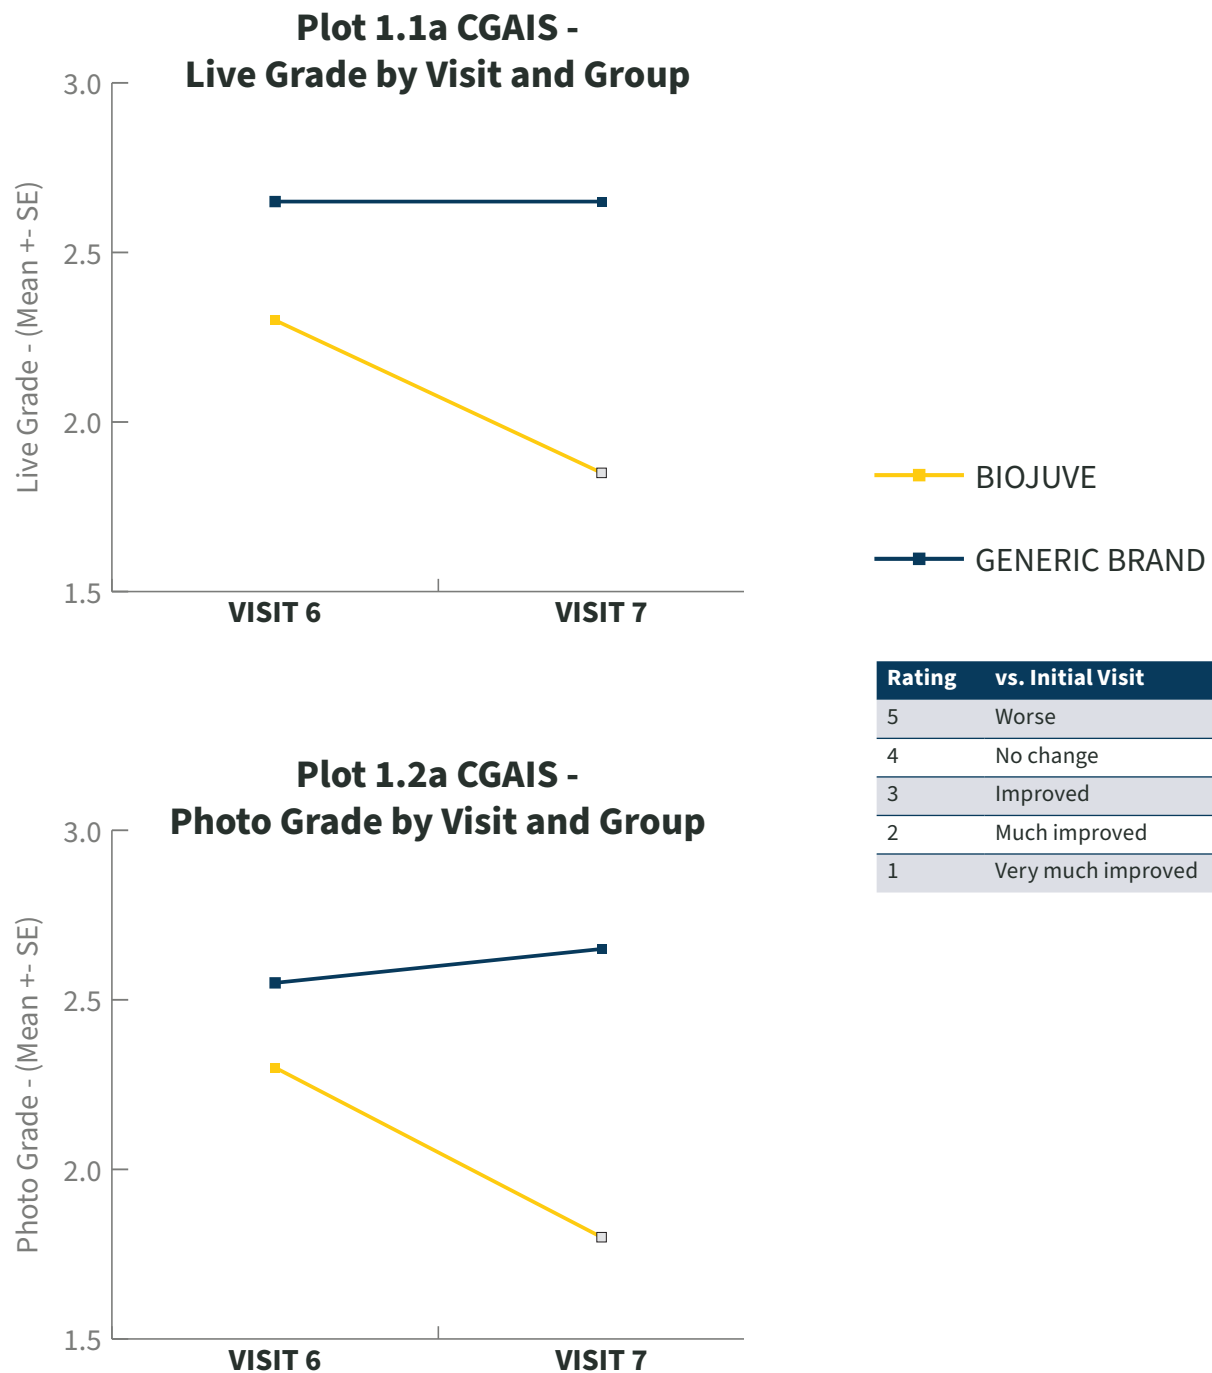 Plot 1.1a CGAIS -
Live Grade by Visit and Group
3.0
2.5
2.0
1.5
Live Grade - (Mean +- SE)
VISIT 6 VISIT 7
BIOJUVE
GENERIC BRAND
Rating vs. Initial Visit
5 Worse
4 No change
3 Improved
2 Much improved
1 Very much improved
Plot 1.2a CGAIS -
Photo Grade by Visit and Group
3.0
2.5
2.0
1.5
Photo Grade - (Mean +- SE)
VISIT 6 VISIT 7